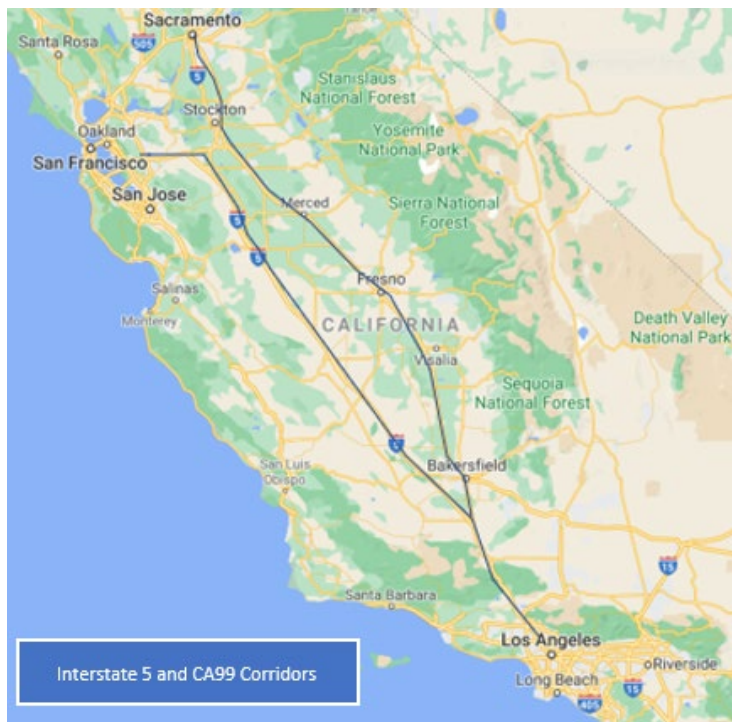 Sacramento
Santa Rosa
505
5
Stanislaus
National Forest
Stockton
Oakland
Yosemite
National Park
San Francisco
San Jose
Merced
Sierra National
Forest
5
5
Salinas
Fresno
Monterey
CALIFORNIA
Death Valley
National Park
Visalia
Sequoia
National Forest
5
San Luis
Obispo
Bakersfield
15
Santa Barbara
Los Angeles
Riverside
Long Beach
15
405
Interstate 5 and CA99 Corridors